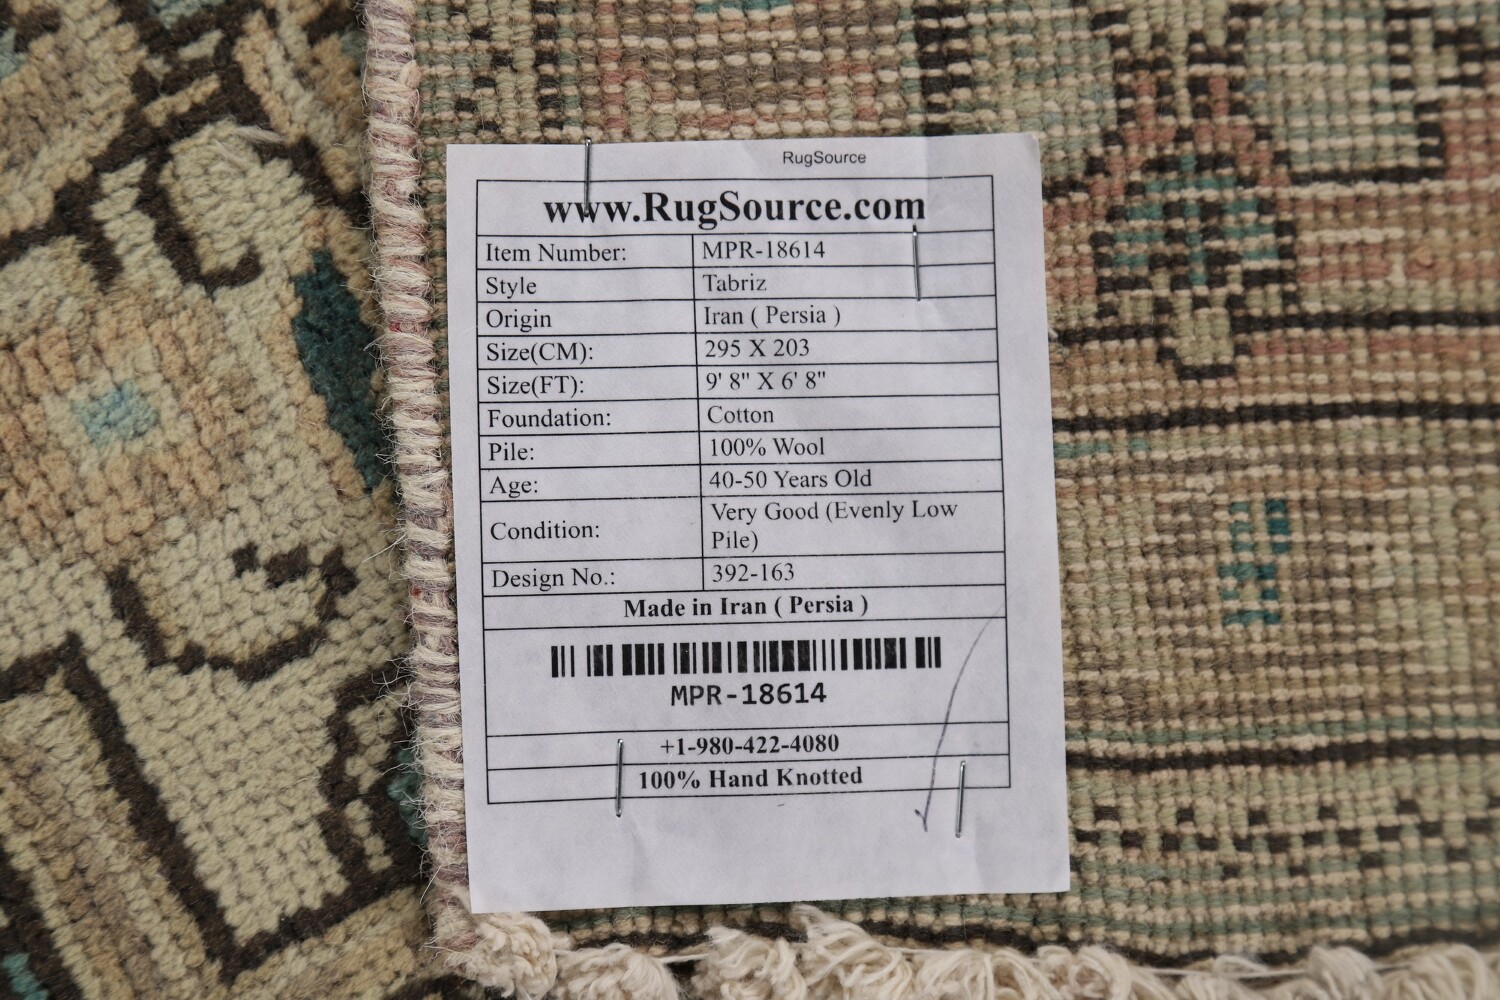 RugSource
www.RugSource.com
Item Number: MPR-18614
Style Tabriz
Origin Iran ( Persia )
Size(CM): 295 X 203
Size(FT): 9' 8" X 6' 8"
Foundation: Cotton
Pile: 100% Wool
Age: 40-50 Years Old
Condition: Very Good (Evenly Low
Pile)
Design No.: 392-163
Made in Iran ( Persia )
MPR-18614
+1-980-422-4080
100% Hand Knotted